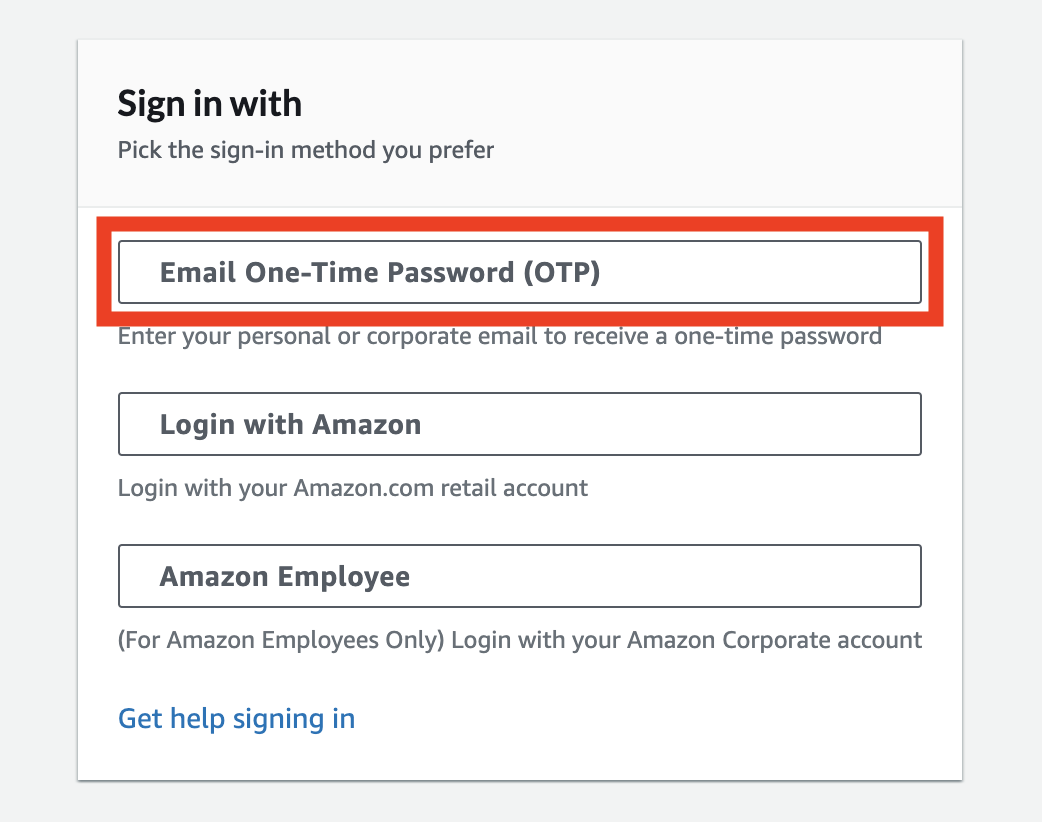 Sign in with
Pick the sign-in method you prefer
Email One-Time Password (OTP)
Enter your personal or corporate email to receive a one-time password
Login with Amazon
Login with your Amazon.com retail account
Amazon Employee
(For Amazon Employees Only) Login with your Amazon Corporate account
Get help signing in